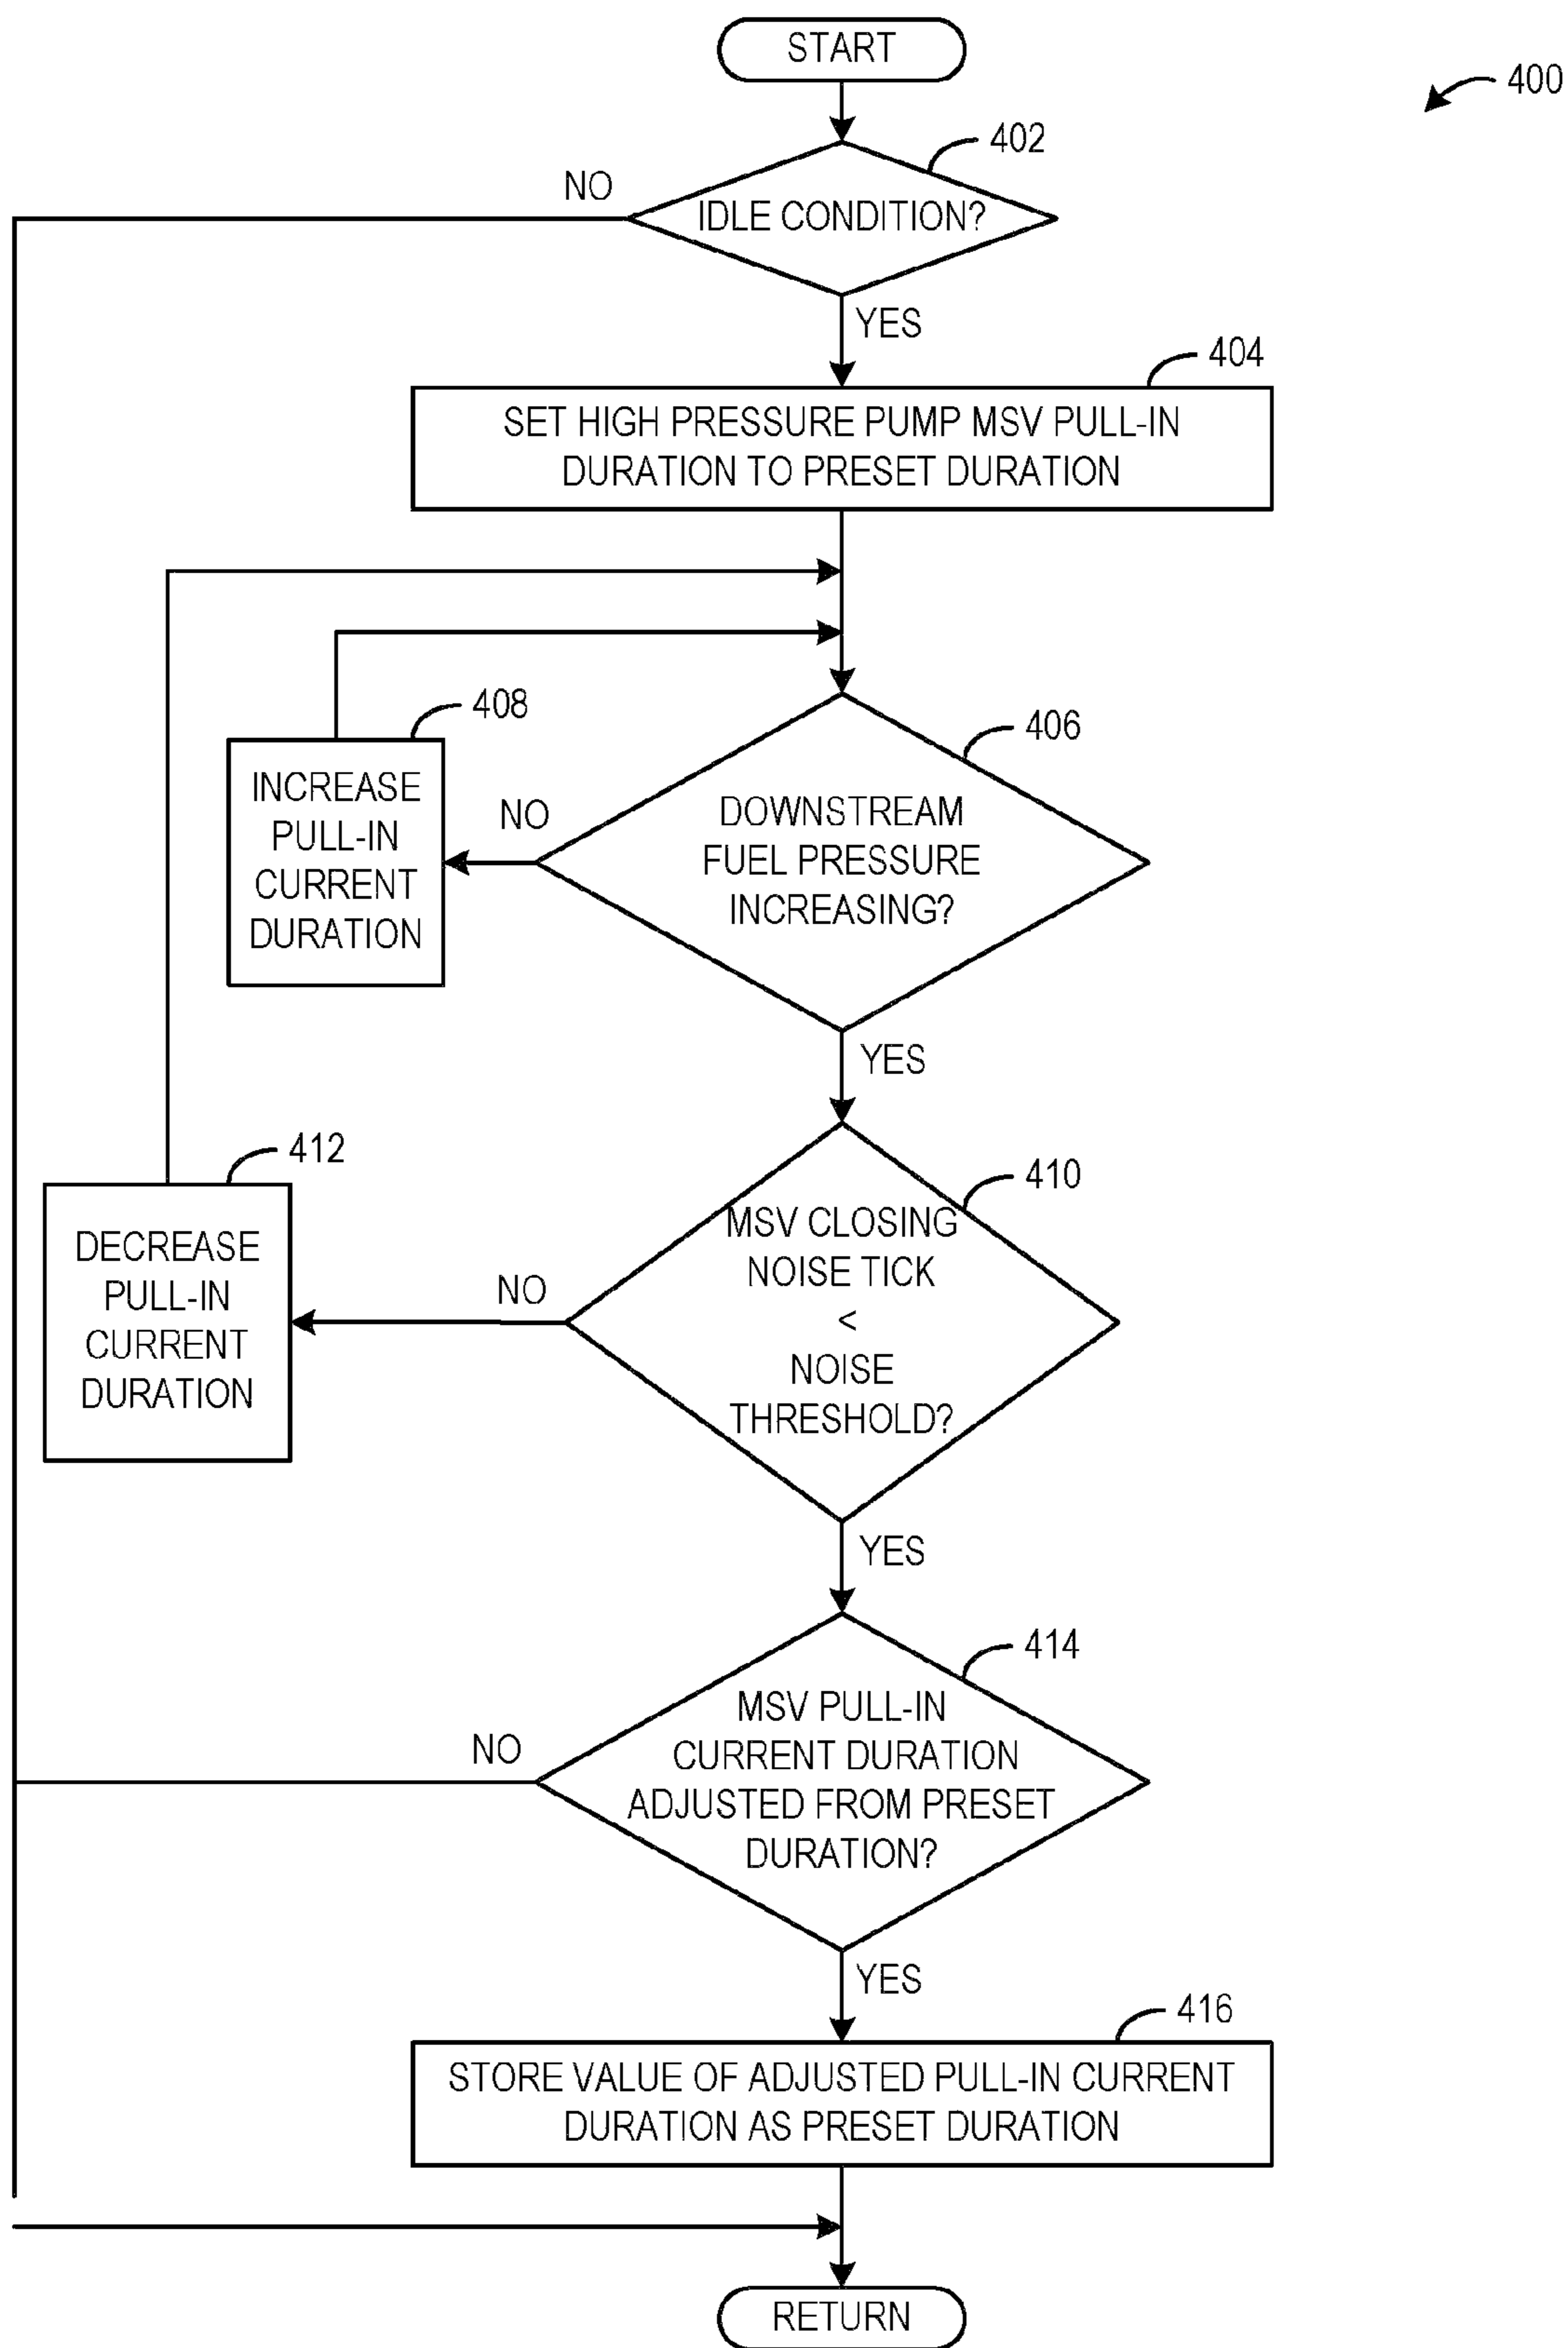 START
400
402
NO
IDLE CONDITION?
YES
404
SET HIGH PRESSURE PUMP MSV PULL-IN
DURATION TO PRESET DURATION
408
406
INCREASE
PULL-IN
CURRENT
DURATION
NO
DOWNSTREAM
FUEL PRESSURE
INCREASING?
YES
412
410
DECREASE
PULL-IN
CURRENT
DURATION
NO
MSV CLOSING
NOISE TICK
<
NOISE
THRESHOLD?
YES
414
NO
MSV PULL-IN
CURRENT DURATION
ADJUSTED FROM PRESET
DURATION?
YES
416
STORE VALUE OF ADJUSTED PULL-IN CURRENT
DURATION AS PRESET DURATION
RETURN